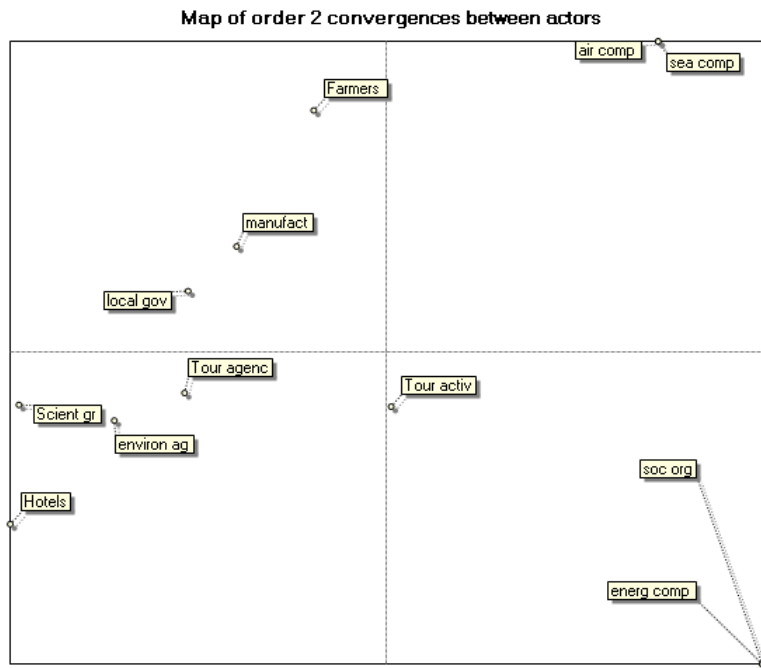 Map of order 2 convergences between actors
air comp
sea comp
Farmers
manufact
local gov
Tour agenc
Tour activ
Scient gr
environ ag
soc org
Hotels
energ comp